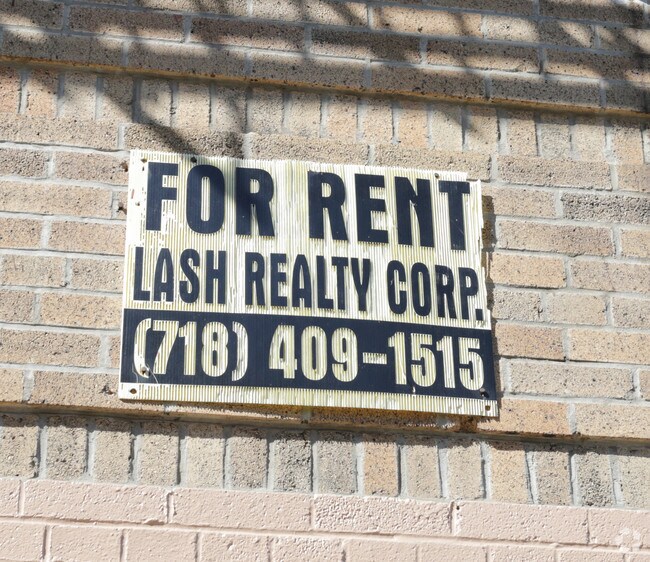 FOR RENT
LASH REALTY CORP.
(718) 409-1515